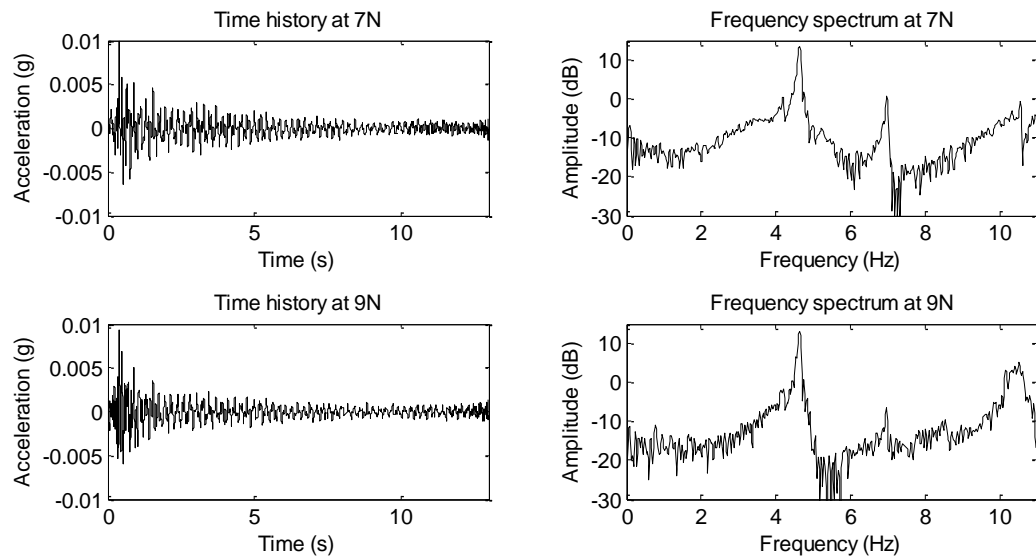 Time history at 7N
0.01
0.005
0
-0.005
-0.01
Acceleration (g)
0 5 10
Time (s)
Frequency spectrum at 7N
10
0
-10
-20
-30
Amplitude (dB)
0 2 4 6 8 10
Frequency (Hz)
Time history at 9N
0.01
0.005
0
-0.005
-0.01
Acceleration (g)
0 5 10
Time (s)
Frequency spectrum at 9N
10
0
-10
-20
-30
Amplitude (dB)
0 2 4 6 8 10
Frequency (Hz)